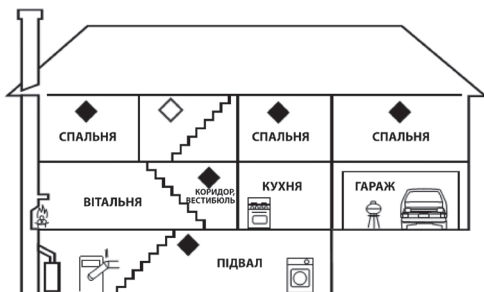 СПАЛЬНЯ
СПАЛЬНЯ
СПАЛЬНЯ
ВІТАЛЬНЯ
КОРИДОР,
ВЕСТИБЮЛЬ
КУХНЯ
ГАРАЖ
ПІДВАЛ